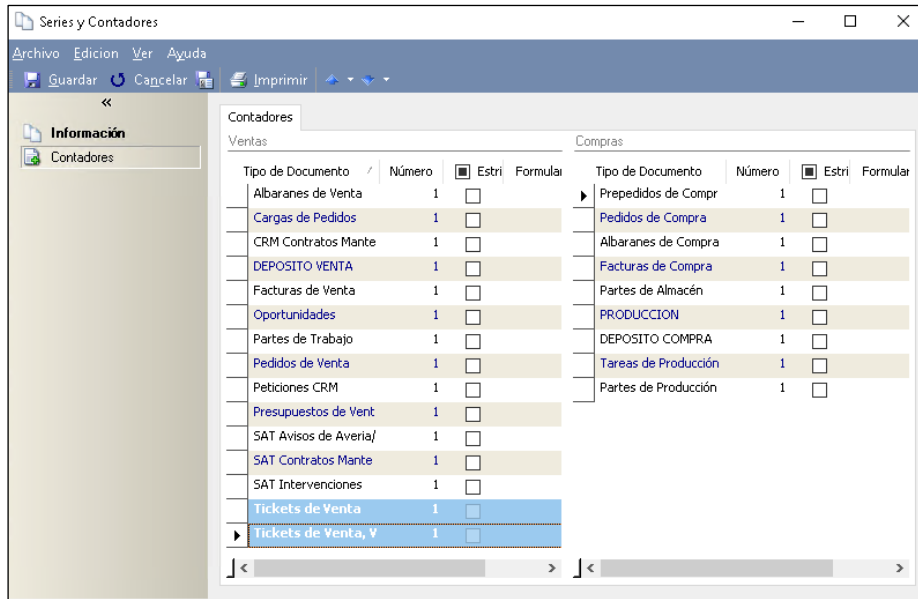 Series y Contadores
Archivo Edicion Ver Ayuda
Guardar Cancelar Imprimir
«
Información
Contadores
Contadores
Ventas
Tipo de Documento Número Estri Formular
Albaranes de Venta 1
Cargas de Pedidos 1
CRM Contratos Mante 1
DEPOSITO VENTA 1
Facturas de Venta 1
Oportunidades 1
Partes de Trabajo 1
Pedidos de Venta 1
Peticiones CRM 1
Presupuestos de Vent 1
SAT Avisos de Averia/ 1
SAT Contratos Mante 1
SAT Intervenciones 1
Tickets de Venta 1
Tickets de Venta, V 1
Compras
Tipo de Documento Número Estri Formular
Prepedidos de Compr 1
Pedidos de Compra 1
Albaranes de Compra 1
Facturas de Compra 1
Partes de Almacén 1
PRODUCCION 1
DEPOSITO COMPRA 1
Tareas de Producción 1
Partes de Producción 1